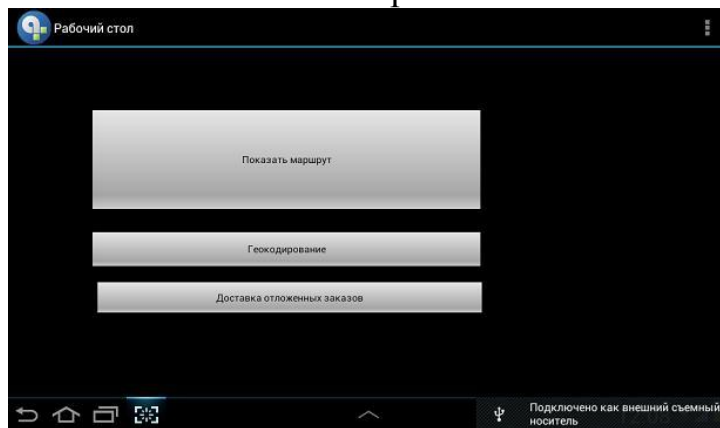 Рабочий стол
Показать маршрут
Геокодирование
Доставка отложенных заказов
Подключено как внешний съемный
носитель